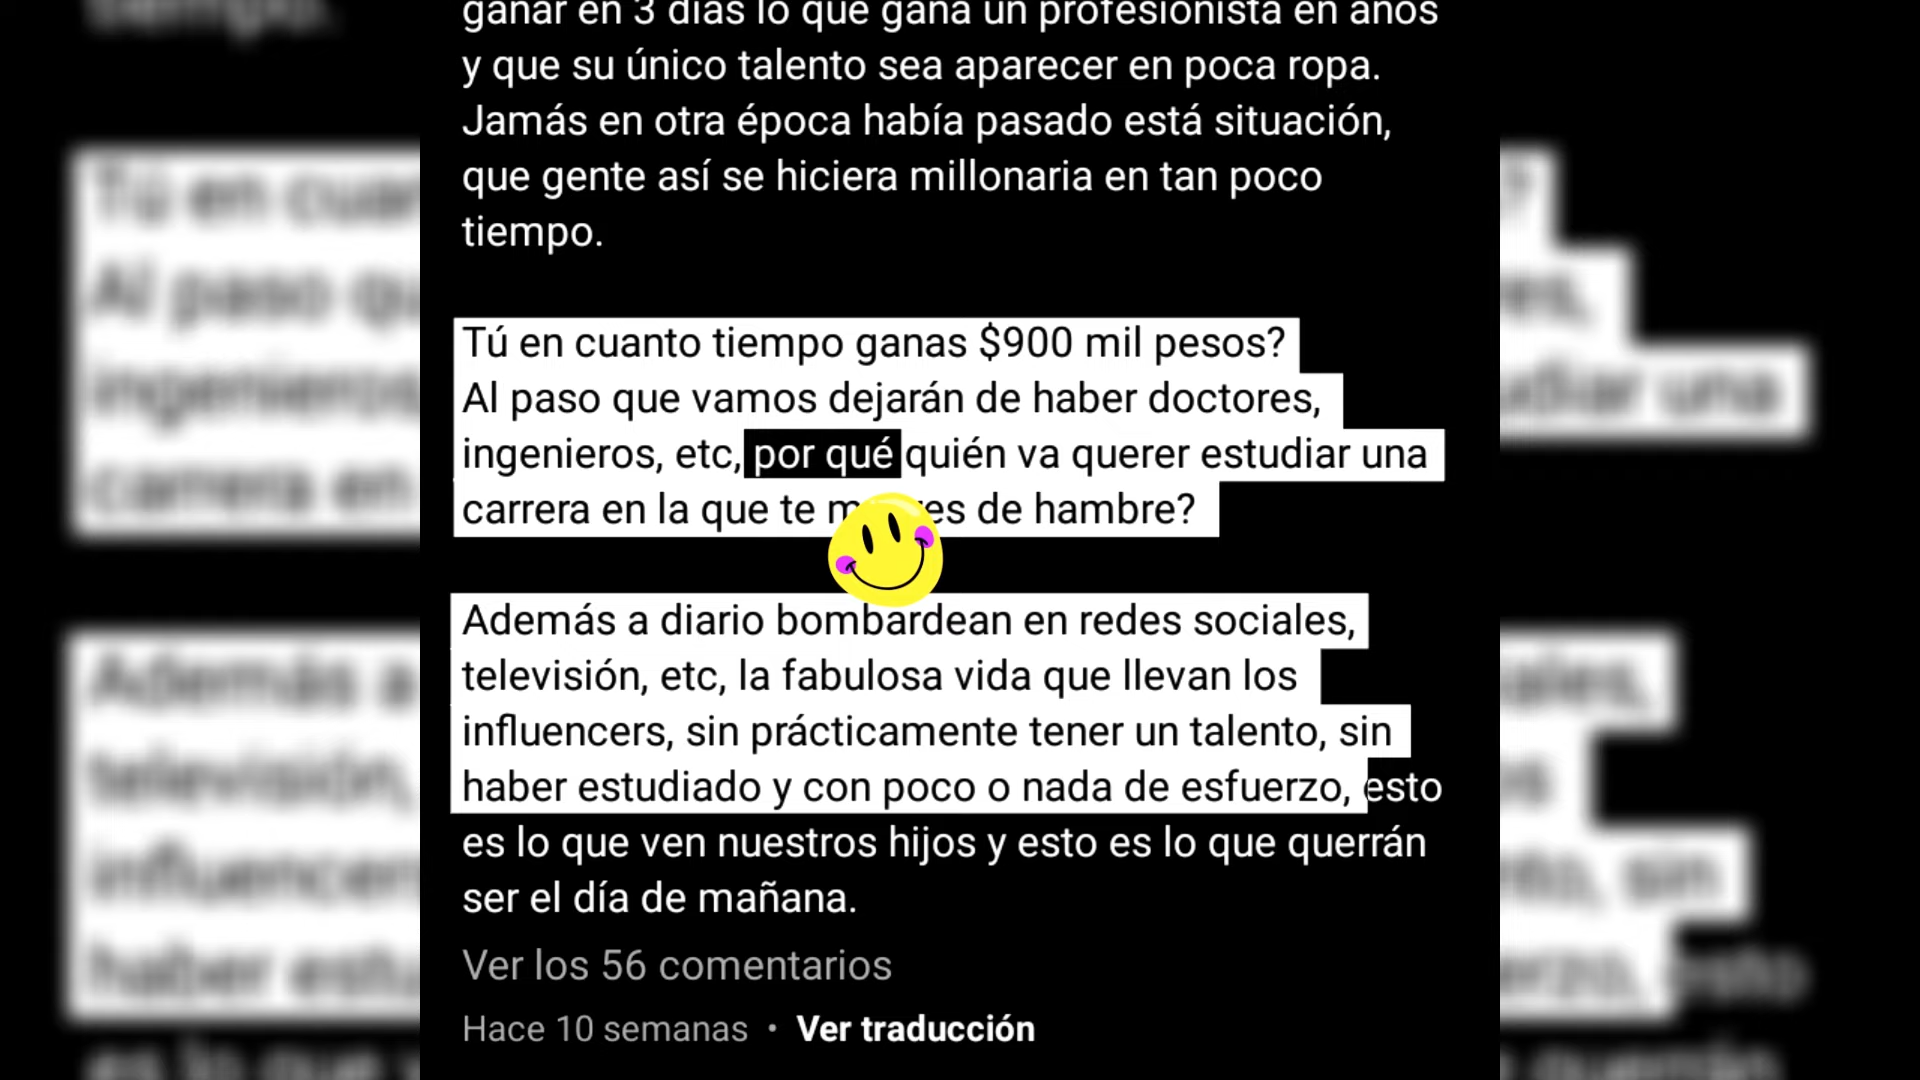 ganar en 3 días lo que gana un profesionista en años
y que su único talento sea aparecer en poca ropa.
Jamás en otra época había pasado está situación,
que gente así se hiciera millonaria en tan poco
tiempo.
Tú en cuanto tiempo ganas $900 mil pesos?
Al paso que vamos dejarán de haber doctores,
ingenieros, etc, por qué quién va querer estudiar una
carrera en la que te de hambre?
Además a diario bombardean en redes sociales,
televisión, etc, la fabulosa vida que llevan los
influencers, sin prácticamente tener un talento, sin
haber estudiado y con poco o nada de esfuerzo, esto
es lo que ven nuestros hijos y esto es lo que querrán
ser el día de mañana.
Ver los 56 comentarios
Hace 10 semanas • Ver traducción